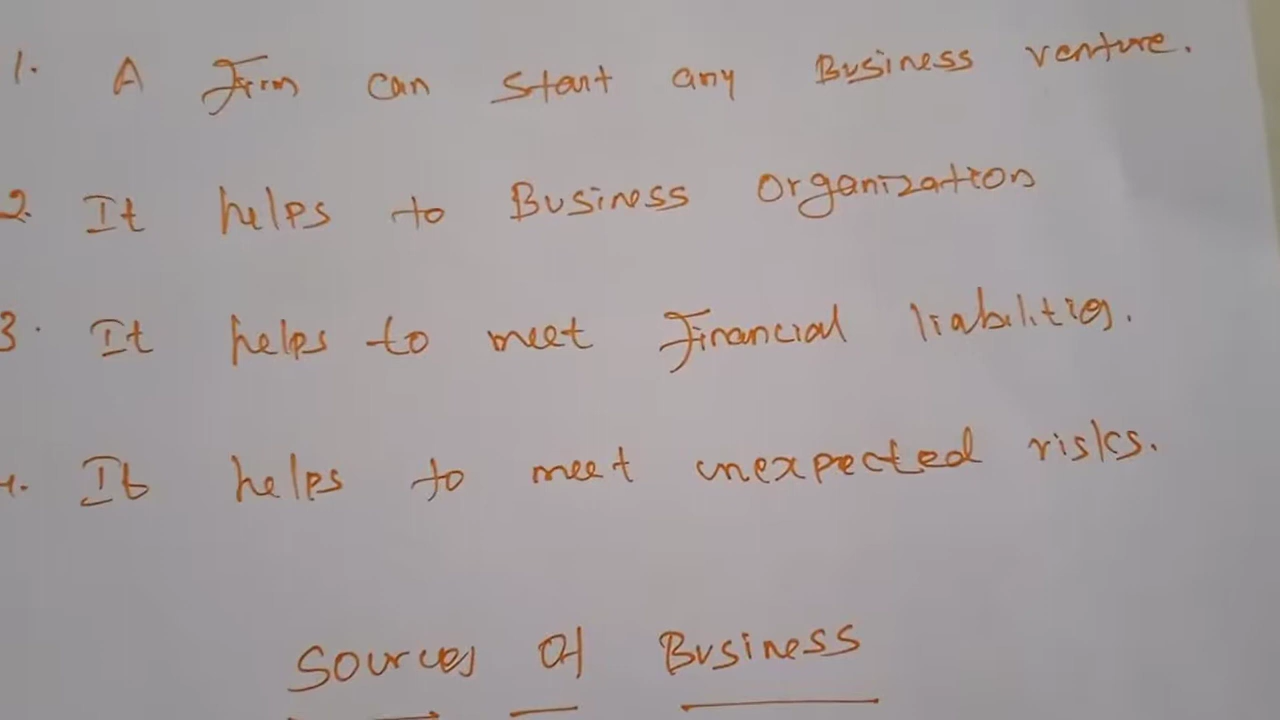 1. A Firm can start any Business venture.
2. It helps to Business Organization
3. It helps to meet Financial liabilities.
4. It helps to meet unexpected risks.
Sources Of Business